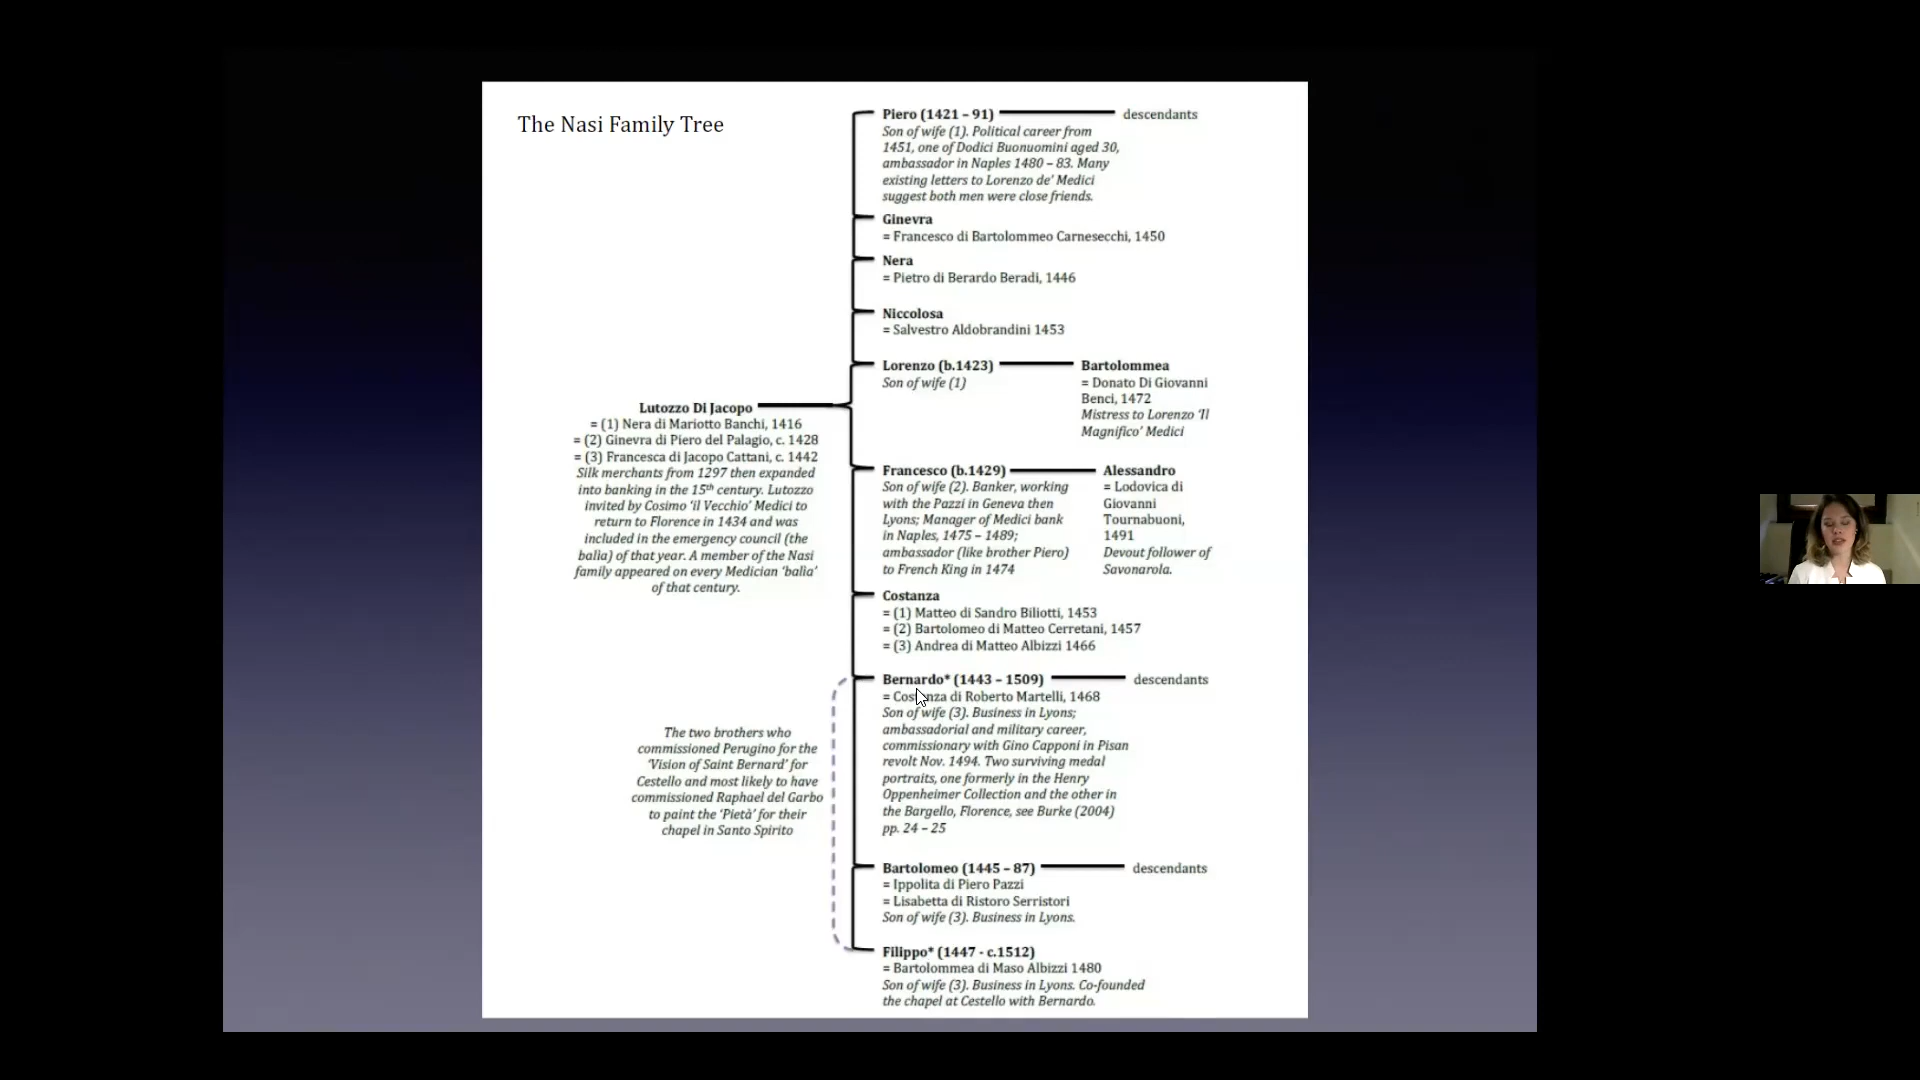 The Nasi Family Tree
Piero (1421 – 91)
descendants
Son of wife (1). Political career from
1451, one of Dodici Buonuomini aged 30,
ambassador in Naples 1480 – 83. Many
existing letters to Lorenzo de' Medici
suggest both men were close friends.
Ginevra
= Francesco di Bartolommeo Carnesecchi, 1450
Nera
= Pietro di Berardo Beradi, 1446
Niccolosa
= Salvestro Aldobrandini 1453
Lorenzo (b.1423)
Son of wife (1)
Bartolommea
= Donato Di Giovanni
Benci, 1472
Mistress to Lorenzo 'Il
Magnifico' Medici
Lutozzo Di Jacopo
= (1) Nera di Mariotto Banchi, 1416
= (2) Ginevra di Piero del Palagio, c. 1428
= (3) Francesca di Jacopo Cattani, c. 1442
Silk merchants from 1297 then expanded
into banking in the 15th century. Lutozzo
invited by Cosimo 'il Vecchio' Medici to
return to Florence in 1434 and was
included in the emergency council (the
balìa) of that year. A member of the Nasi
family appeared on every Medician 'balìa'
of that century.
Francesco (b.1429)
Son of wife (2). Banker, working
with the Pazzi in Geneva then
Lyons; Manager of Medici bank
in Naples, 1475 – 1489;
ambassador (like brother Piero)
to French King in 1474
Alessandro
= Lodovica di
Giovanni
Tournabuoni,
1491
Devout follower of
Savonarola.
Costanza
= (1) Matteo di Sandro Biliotti, 1453
= (2) Bartolomeo di Matteo Cerretani, 1457
= (3) Andrea di Matteo Albizzi 1466
Bernardo* (1443 – 1509)
descendants
= Costanza di Roberto Martelli, 1468
Son of wife (3). Business in Lyons;
ambassadorial and military career,
commissionary with Gino Capponi in Pisan
revolt Nov. 1494. Two surviving medal
portraits, one formerly in the Henry
Oppenheimer Collection and the other in
the Bargello, Florence, see Burke (2004)
pp. 24 – 25
The two brothers who
commissioned Perugino for the
'Vision of Saint Bernard' for
Cestello and most likely to have
commissioned Raphael del Garbo
to paint the 'Pietà' for their
chapel in Santo Spirito
Bartolomeo (1445 – 87)
descendants
= Ippolita di Piero Pazzi
= Lisabetta di Ristoro Serristori
Son of wife (3). Business in Lyons.
Filippo* (1447 - c.1512)
= Bartolommea di Maso Albizzi 1480
Son of wife (3). Business in Lyons. Co-founded
the chapel at Cestello with Bernardo.